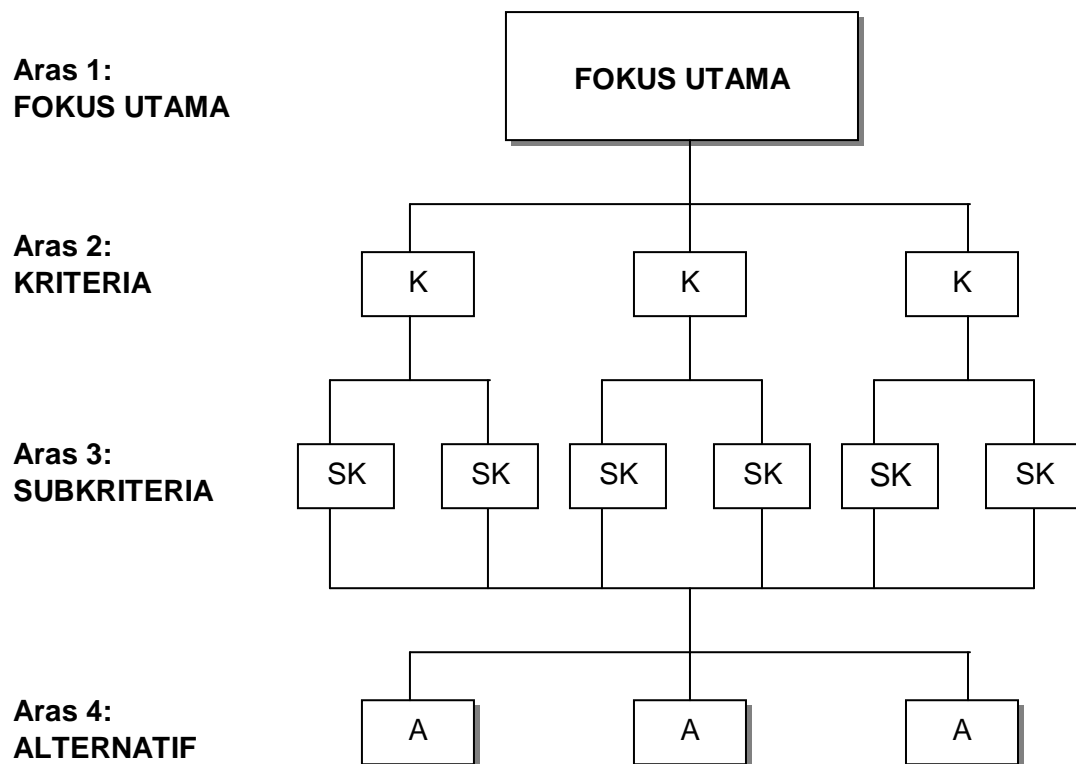 Aras 1:
FOKUS UTAMA
FOKUS UTAMA
Aras 2:
KRITERIA
K K K
Aras 3:
SUBKRITERIA
SK SK SK SK SK SK
Aras 4:
ALTERNATIF
A A A